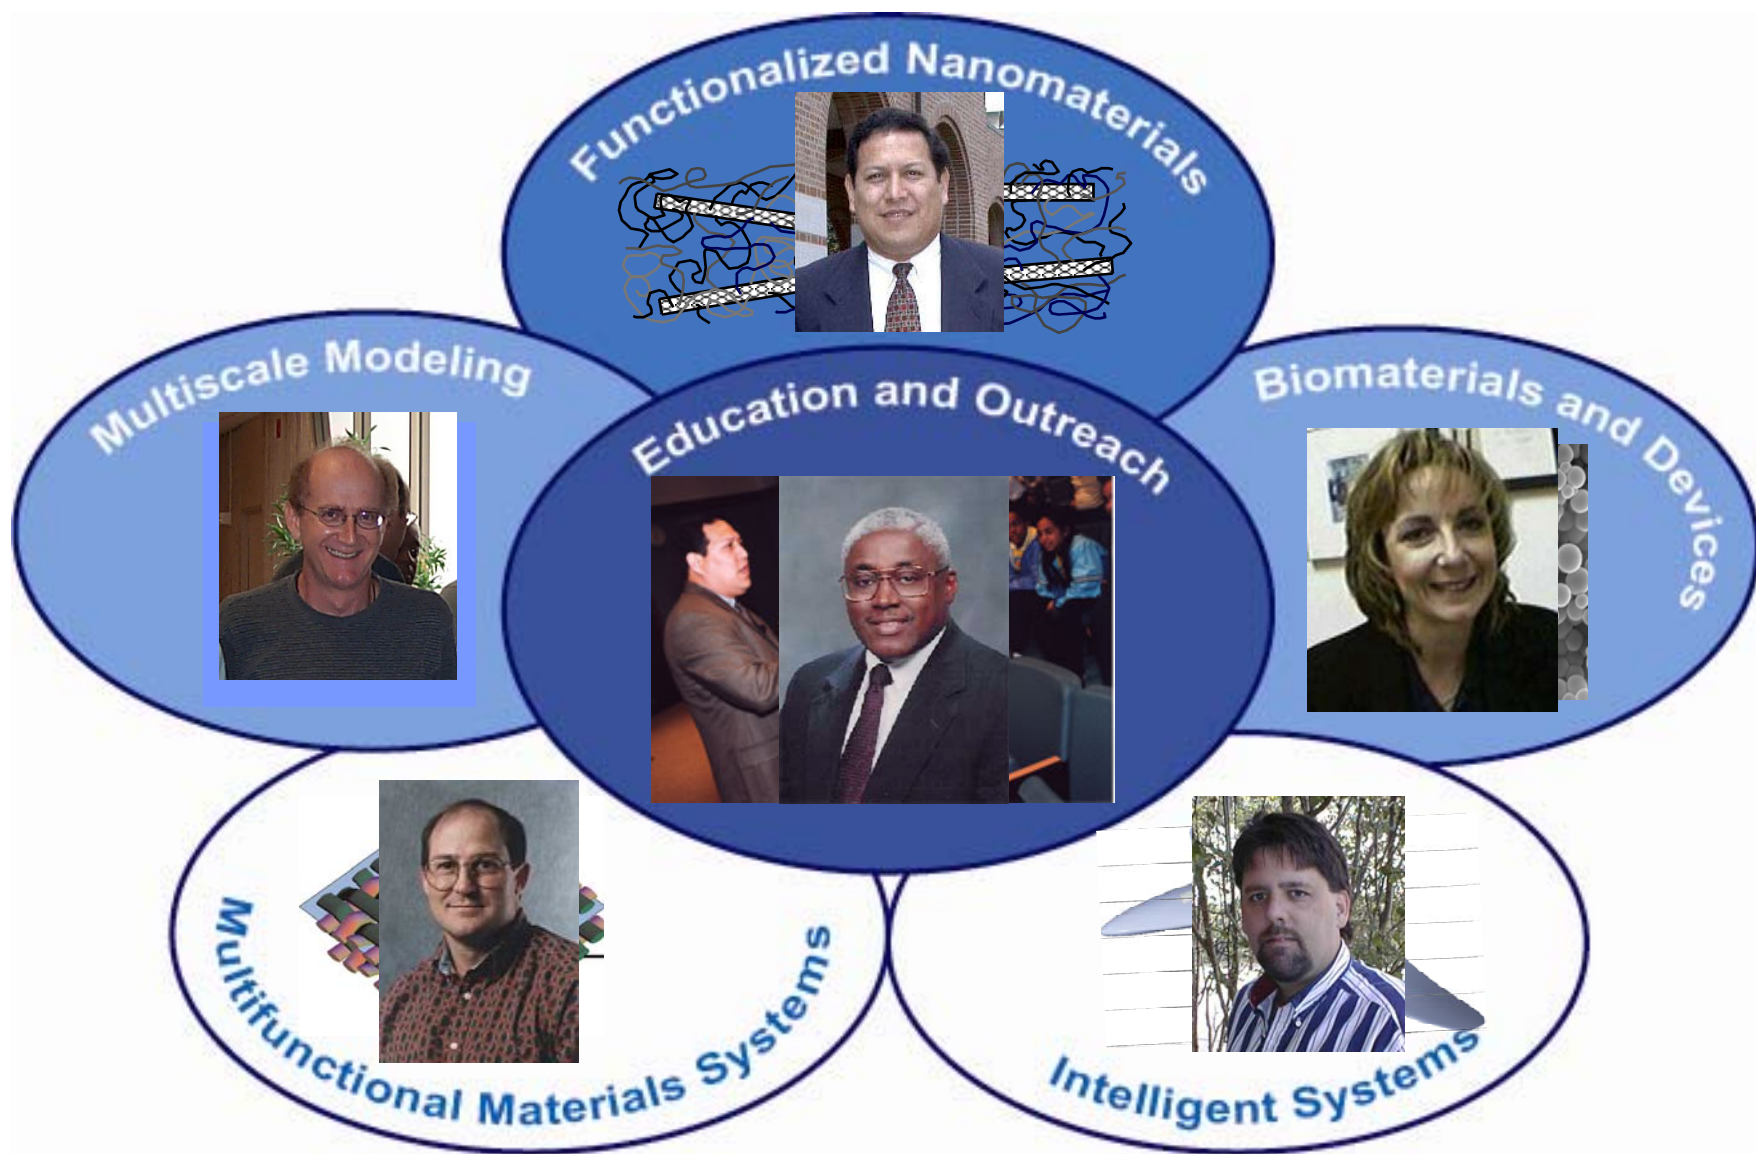 Functionalized Nanomaterials
Multiscale Modeling
Education and Outreach
Biomaterials and Devices
Multifunctional Materials Systems
Intelligent Systems